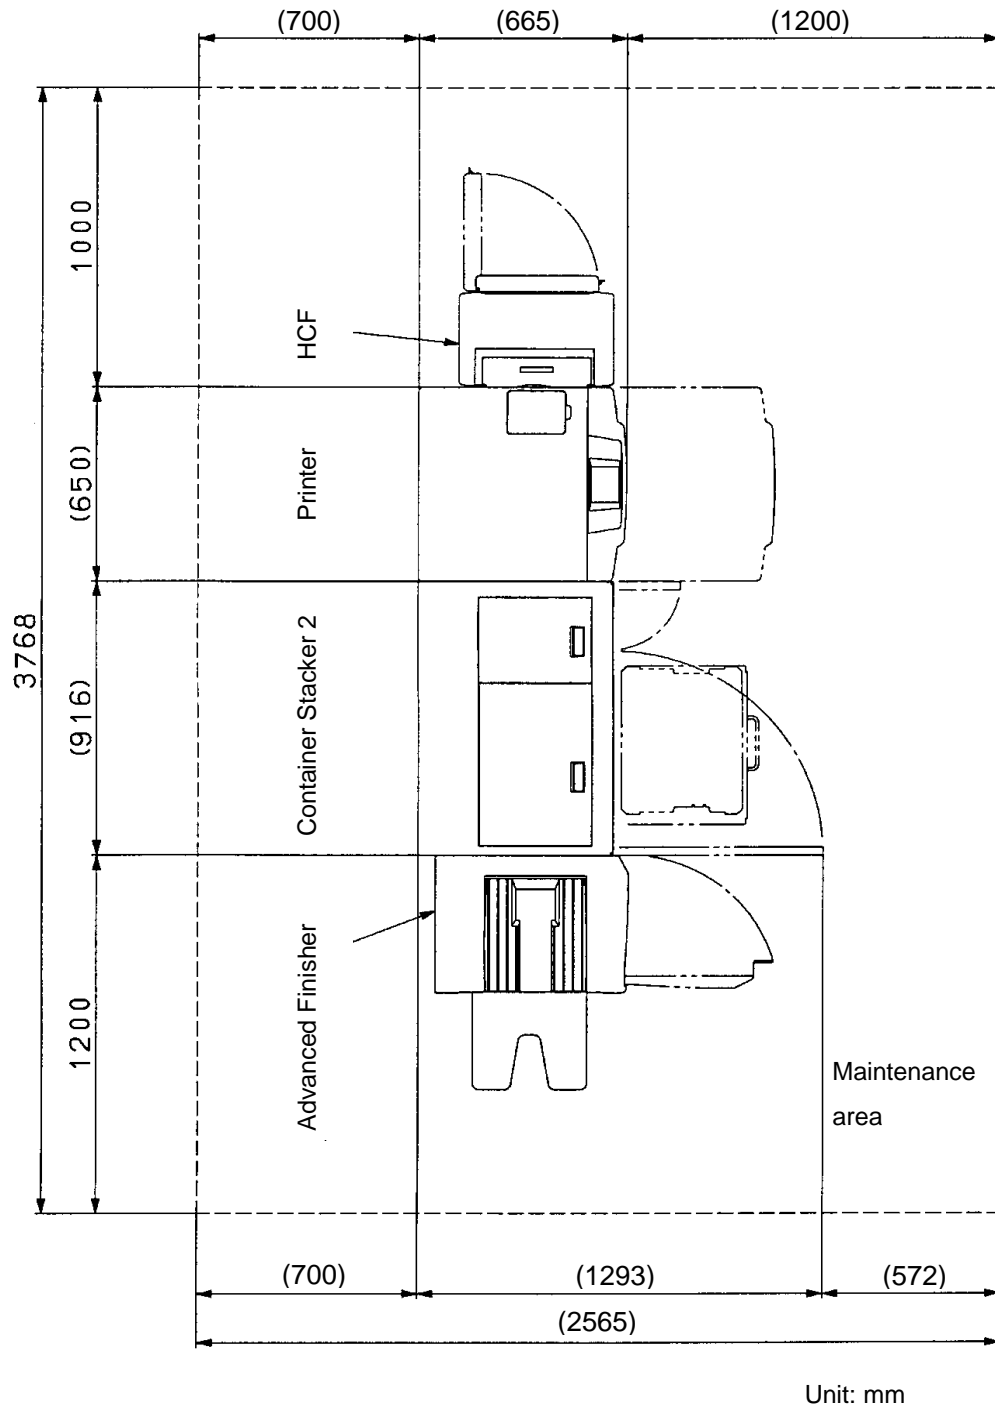 (700)
(665)
(1200)
1000
HCF
(650)
Printer
3768
(916)
Container Stacker 2
1200
Advanced Finisher
Maintenance
area
(700)
(1293)
(572)
(2565)
Unit: mm